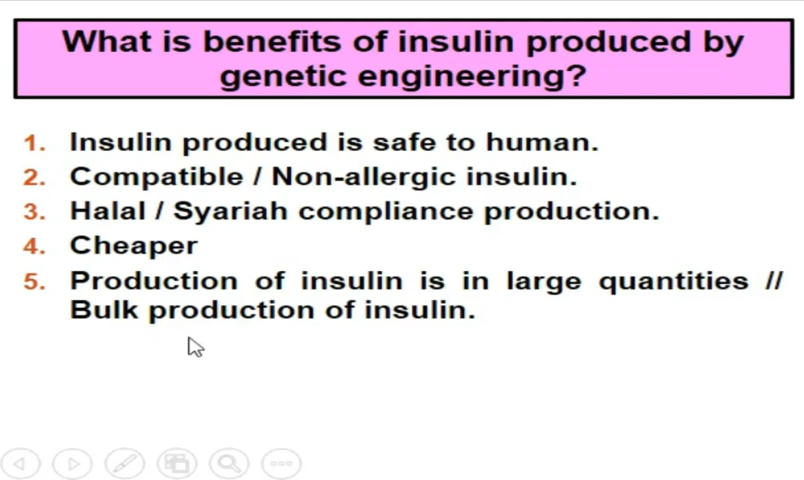 What is benefits of insulin produced by
genetic engineering?
1. Insulin produced is safe to human.
2. Compatible / Non-allergic insulin.
3. Halal / Syariah compliance production.
4. Cheaper
5. Production of insulin is in large quantities //
Bulk production of insulin.